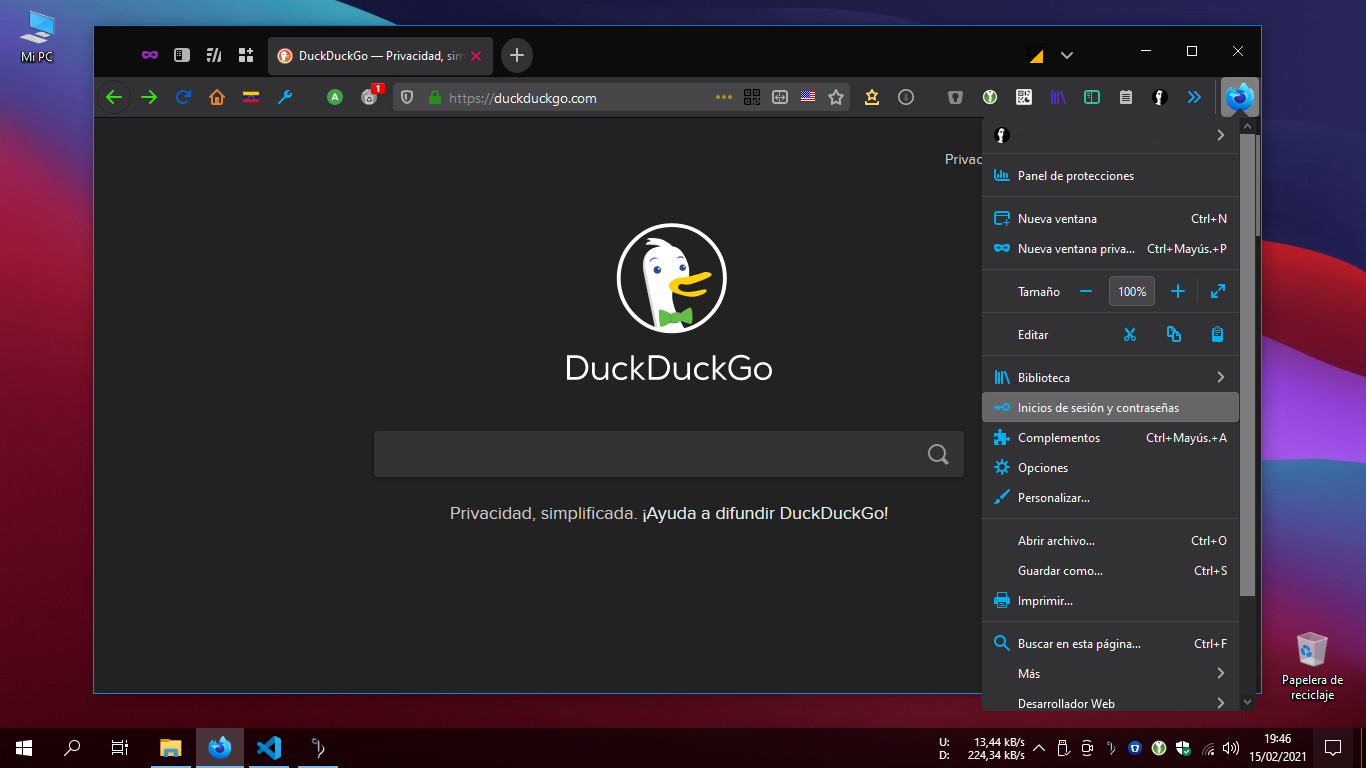 Mi PC
DuckDuckGo — Privacidad, sim
A
1
https://duckduckgo.com
Privac
Panel de protecciones
Nueva ventana Ctrl+N
Nueva ventana priva... Ctrl+Mayús.+P
Tamaño 100%
Editar
Biblioteca
Inicios de sesión y contraseñas
Complementos Ctrl+Mayús.+A
Opciones
Personalizar...
Abrir archivo... Ctrl+O
Guardar como... Ctrl+S
Imprimir...
Buscar en esta página... Ctrl+F
Más
Desarrollador Web
DuckDuckGo
Privacidad, simplificada. ¡Ayuda a difundir DuckDuckGo!
Papelera de
reciclaje
U: 13,44 kB/s
D: 224,34 kB/s
19:46
15/02/2021